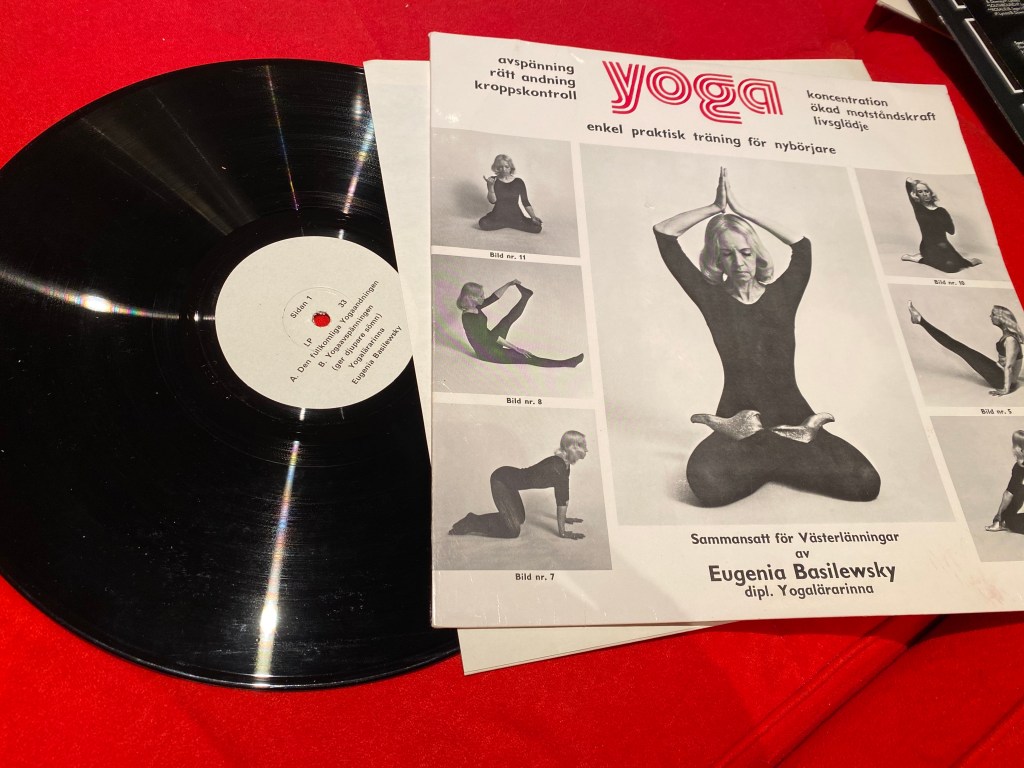 avspänning
rätt andning
kroppskontroll
yoga
koncentration
ökad motståndskraft
livsglädje
enkel praktisk träning för nybörjare
Bild nr. 11
Bild nr. 10
Bild nr. 8
Bild nr. 5
Bild nr. 7
Sammansatt för Västerlänningar
av
Eugenia Basilewsky
dipl. Yogalärarinna
Sidan 1
LP 33
A. Den fullkomliga Yogaandningen
B. Yogaavspänningen
(ger djupare sömn)
Yogalärarinna
Eugenia Basilewsky